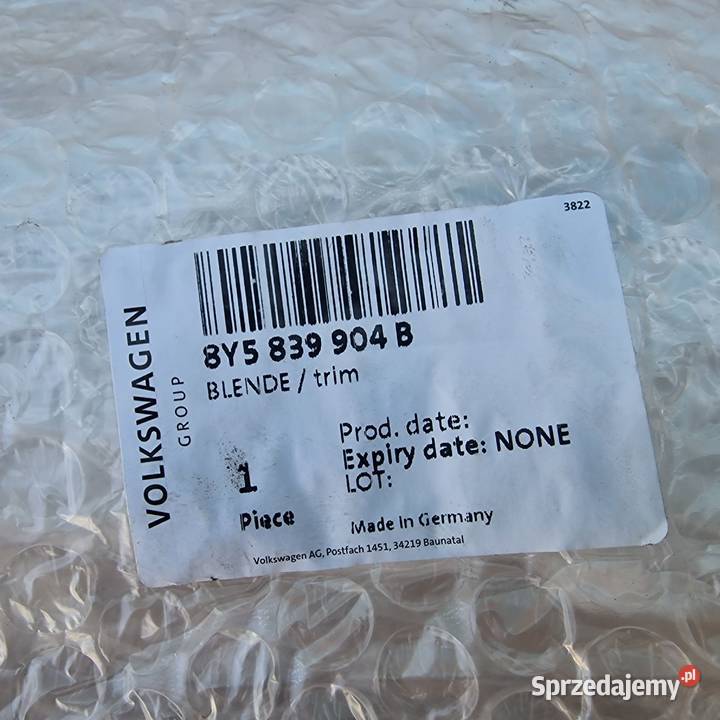 3822
8Y5 839 904 B
BLENDE / trim
VOLKSWAGEN
GROUP
Prod. date:
Expiry date: NONE
LOT:
1
Piece
Made In Germany
Volkswagen AG, Postfach 1451, 34219 Baunatal
Sprzedajemy.pl